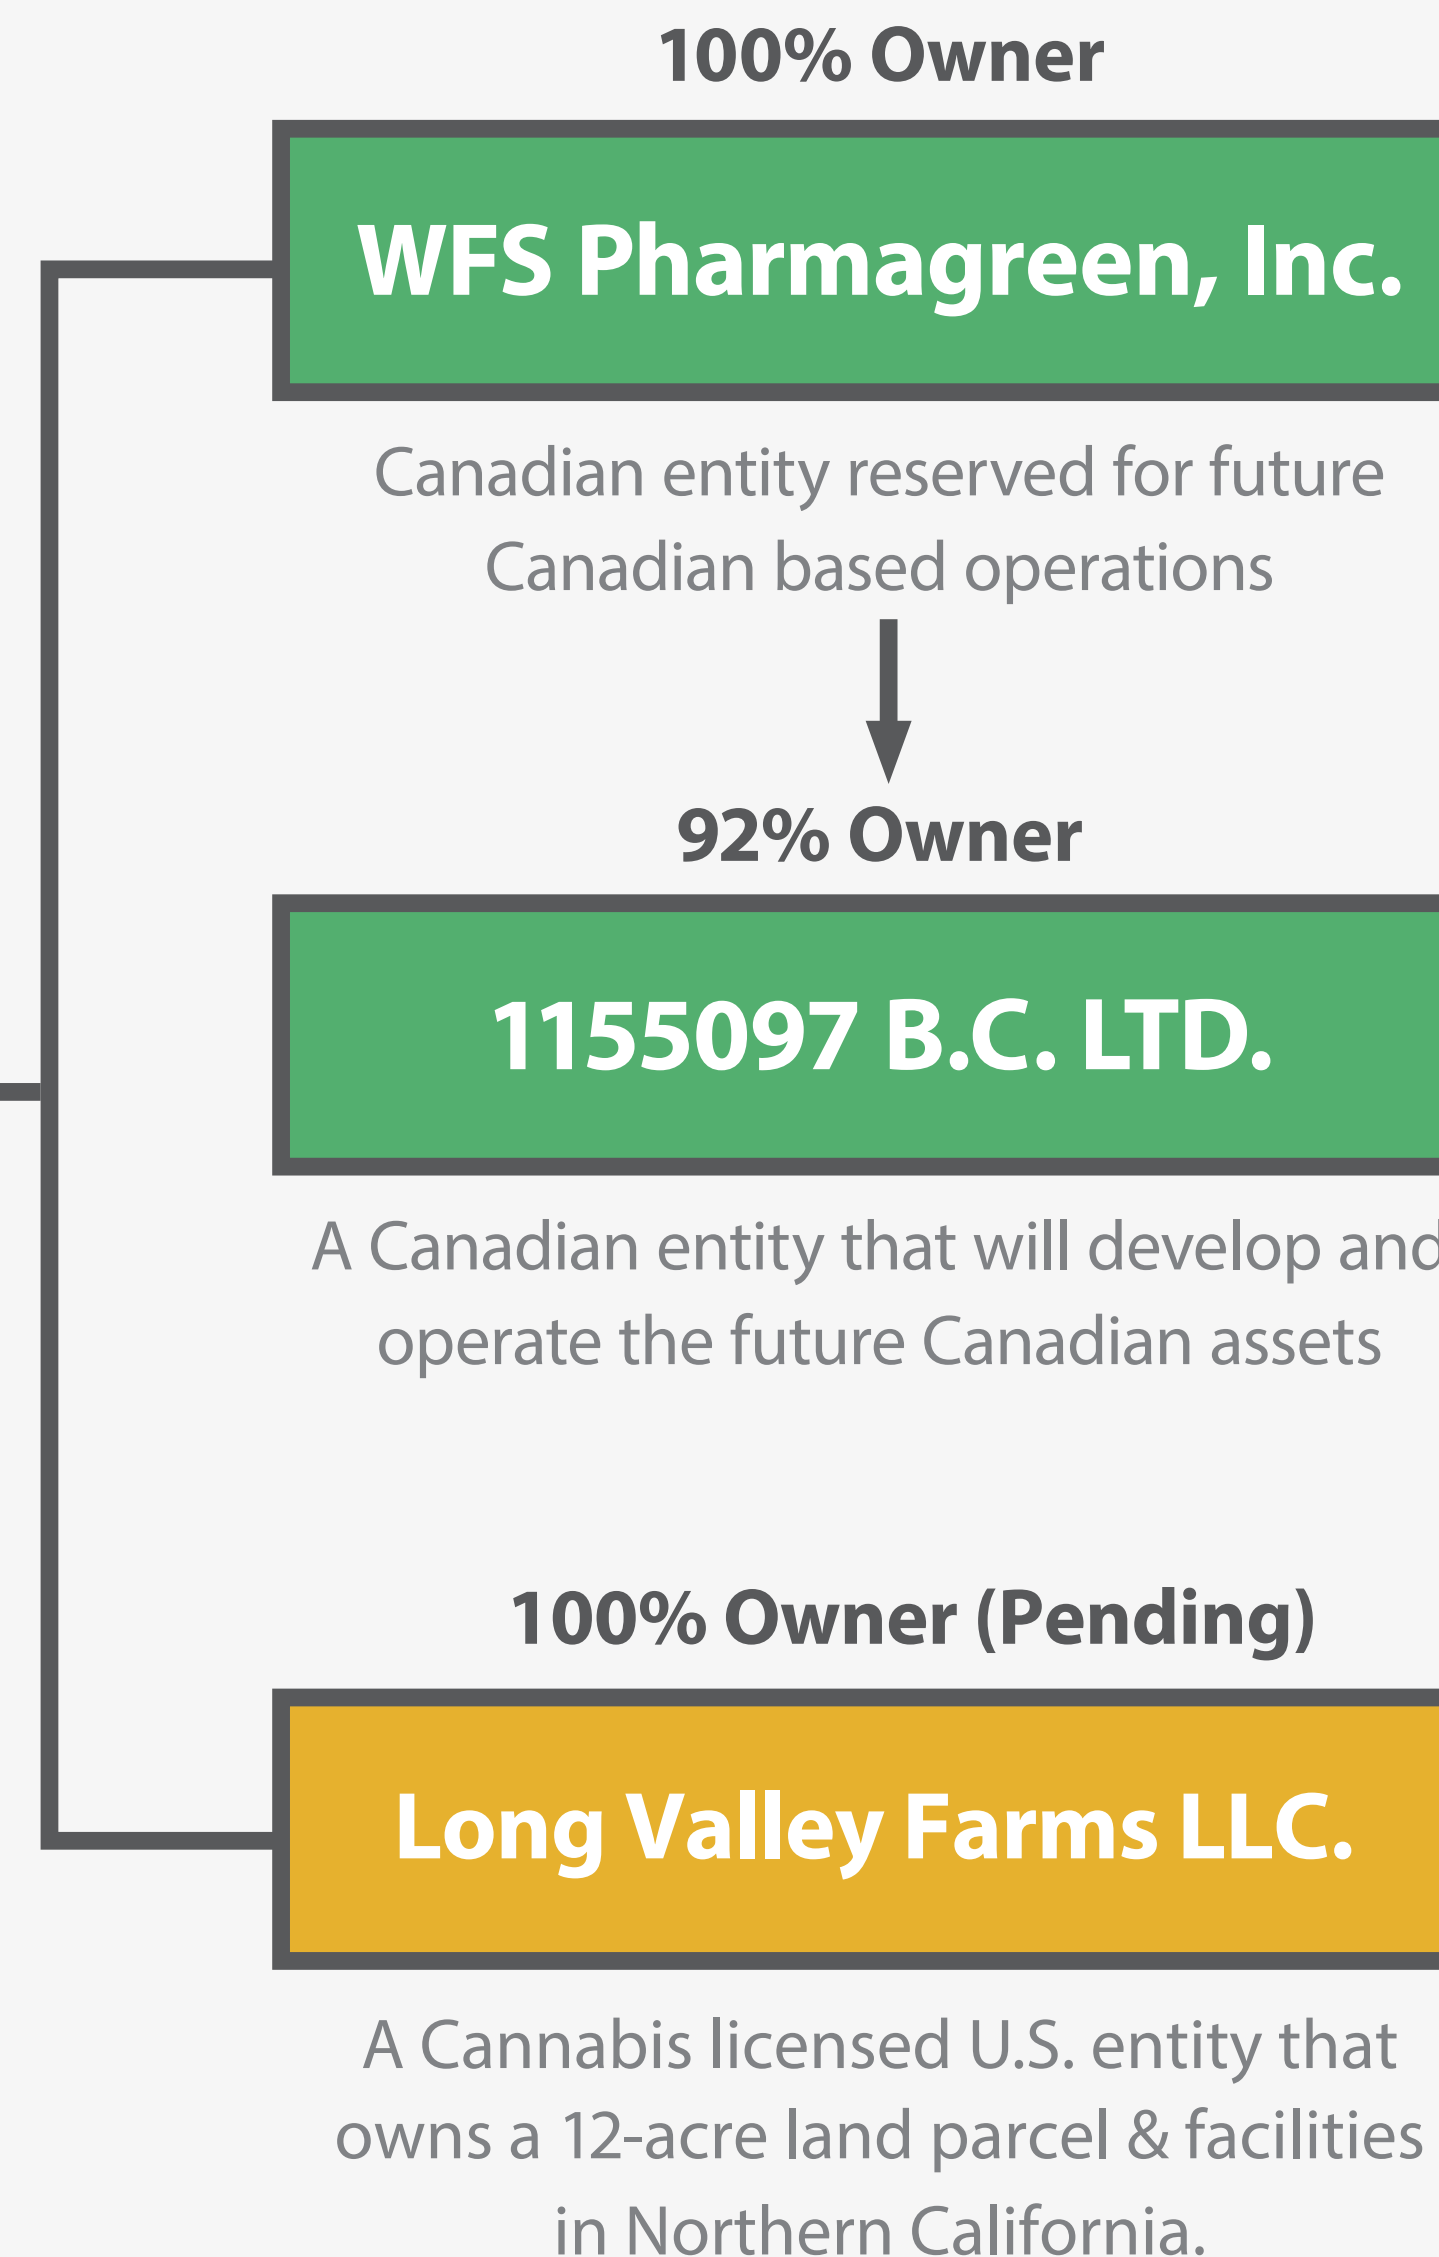 100% Owner
WFS Pharmagreen, Inc.
Canadian entity reserved for future
Canadian based operations
92% Owner
1155097 B.C. LTD.
A Canadian entity that will develop and
operate the future Canadian assets
100% Owner (Pending)
Long Valley Farms LLC.
A Cannabis licensed U.S. entity that
owns a 12-acre land parcel & facilities
in Northern California.